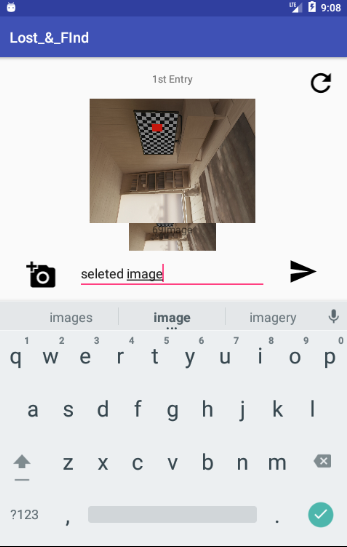 LTE 9:08
Lost_&_FInd
1st Entry
seleted image
images image imagery
1 2 3 4 5 6 7 8 9 0
q w e r t y u i o p
a s d f g h j k l
z x c v b n m
?123 , .